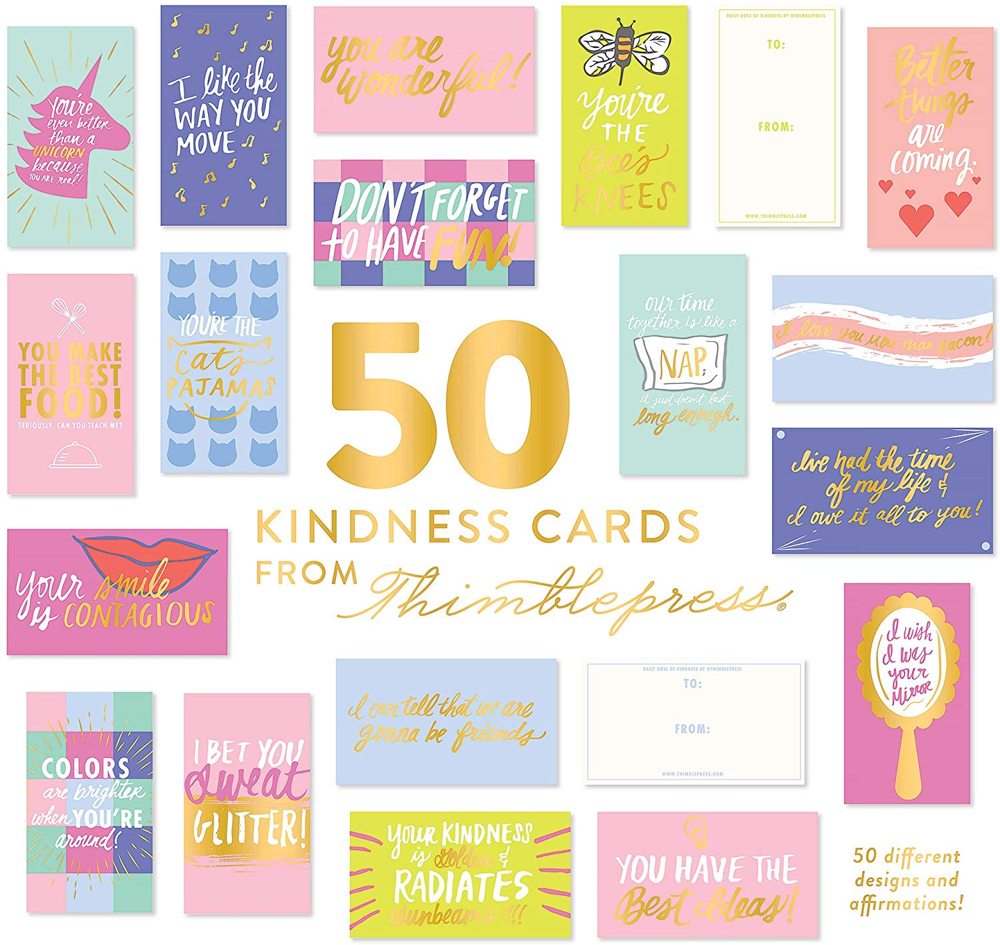 You're
even better
than a
UNICORN
because
YOU ARE real!
I like the
WAY YOU
MOVE
you are
wonderful!
DON'T FORGET
to HAVE FUN!
You're
THE
Bee's
KNEES
DAILY DOSE OF KINDNESS BY @THIMBLEPRESS
TO:
FROM:
WWW.THIMBLEPRESS.COM
Better
things
are
coming.
YOU MAKE
THE BEST
FOOD!
SERIOUSLY, CAN YOU TEACH ME?
YOU'RE THE
Cat's
PAJAMAS
our time
together is like a
NAP,
it just doesn't last
long enough.
I love you more than Bacon!
I've had the time
of my life &
I owe it all to you!
50
KINDNESS CARDS
FROM Thimblepress®
your smile
is CONTAGIOUS
I wish
I was
your
Mirror
I can tell that we are
gonna be friends
DAILY DOSE OF KINDNESS BY @THIMBLEPRESS
TO:
FROM:
WWW.THIMBLEPRESS.COM
COLORS
are brighter
when YOU'RE
around!
I BET YOU
Sweat
GLITTER!
YOUR KINDNESS
is golden &
RADIATES
Sunbeams!!!
YOU HAVE THE
Best Ideas!
50 different
designs and
affirmations!